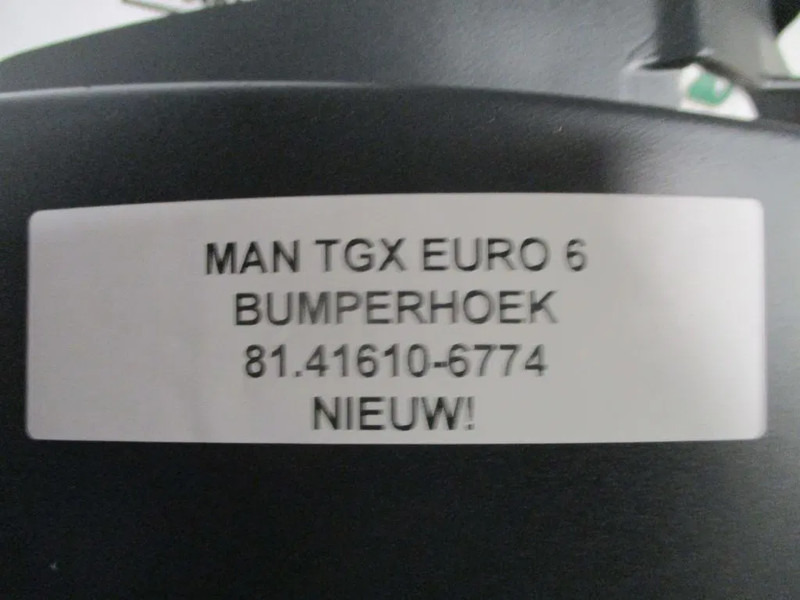 MAN TGX EURO 6
BUMPERHOEK
81.41610-6774
NIEUW!